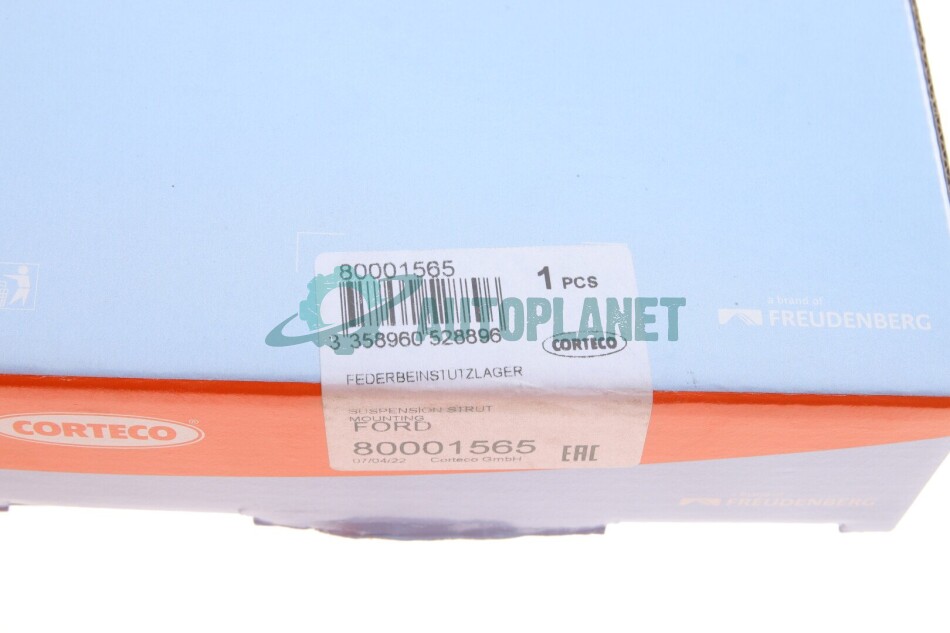 80001565
1 PCS
AUTOPLANET
3 358960 528896
CORTECO
FEDERBEINSTUTZLAGER
a brand of
FREUDENBERG
SUSPENSION STRUT
MOUNTING
FORD
80001565
07/04/22 Corteco GmbH
EAC
CORTECO
FREUDENBERG